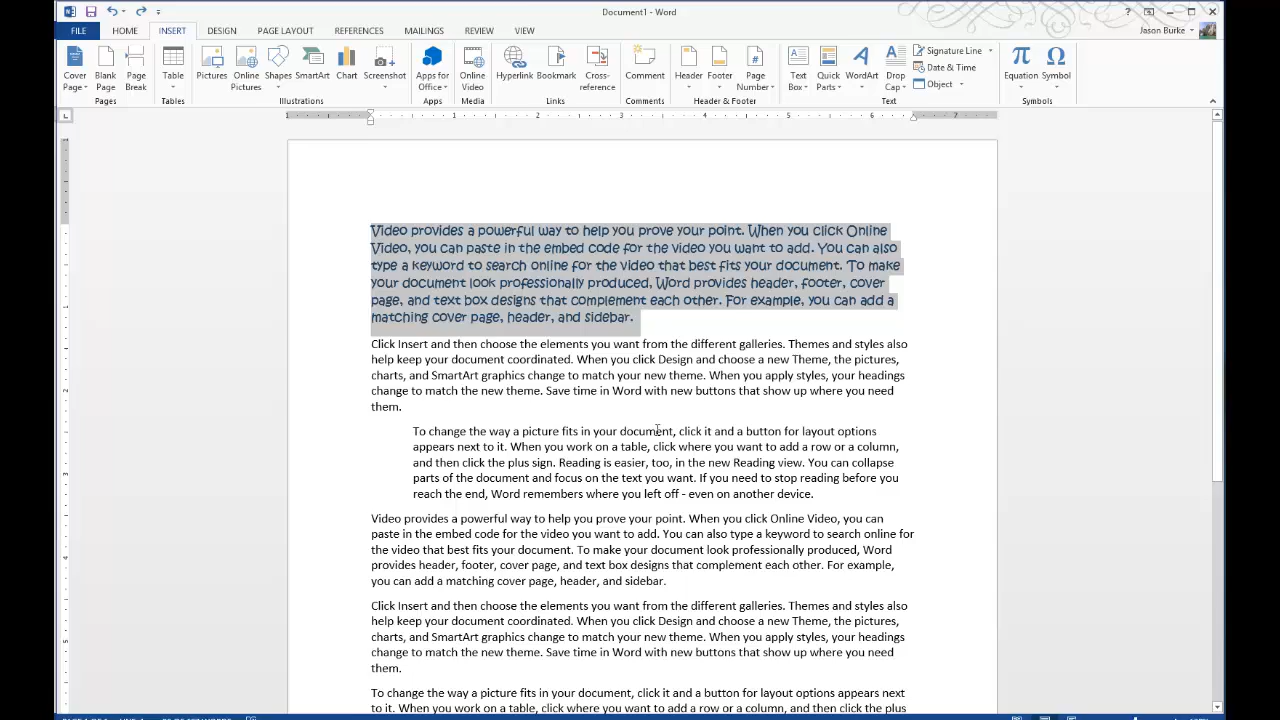 Document1 - Word
?
FILE
HOME
INSERT
DESIGN
PAGE LAYOUT
REFERENCES
MAILINGS
REVIEW
VIEW
Jason Burke
Cover Page
Blank Page
Page Break
Table
Pictures
Online Pictures
Shapes
SmartArt
Chart
Screenshot
Apps for Office
Online Video
Hyperlink
Bookmark
Cross-reference
Comment
Header
Footer
Page Number
Text Box
Quick Parts
WordArt
Drop Cap
Signature Line
Date & Time
Object
Equation
Symbol
Pages
Tables
Illustrations
Apps
Media
Links
Comments
Header & Footer
Text
Symbols
1 1 2 3 4 5 6 7
Video provides a powerful way to help you prove your point. When you click Online
Video, you can paste in the embed code for the video you want to add. You can also
type a keyword to search online for the video that best fits your document. To make
your document look professionally produced, Word provides header, footer, cover
page, and text box designs that complement each other. For example, you can add a
matching cover page, header, and sidebar.
Click Insert and then choose the elements you want from the different galleries. Themes and styles also
help keep your document coordinated. When you click Design and choose a new Theme, the pictures,
charts, and SmartArt graphics change to match your new theme. When you apply styles, your headings
change to match the new theme. Save time in Word with new buttons that show up where you need
them.
To change the way a picture fits in your document, click it and a button for layout options
appears next to it. When you work on a table, click where you want to add a row or a column,
and then click the plus sign. Reading is easier, too, in the new Reading view. You can collapse
parts of the document and focus on the text you want. If you need to stop reading before you
reach the end, Word remembers where you left off - even on another device.
Video provides a powerful way to help you prove your point. When you click Online Video, you can
paste in the embed code for the video you want to add. You can also type a keyword to search online for
the video that best fits your document. To make your document look professionally produced, Word
provides header, footer, cover page, and text box designs that complement each other. For example,
you can add a matching cover page, header, and sidebar.
Click Insert and then choose the elements you want from the different galleries. Themes and styles also
help keep your document coordinated. When you click Design and choose a new Theme, the pictures,
charts, and SmartArt graphics change to match your new theme. When you apply styles, your headings
change to match the new theme. Save time in Word with new buttons that show up where you need
them.
To change the way a picture fits in your document, click it and a button for layout options appears next
to it. When you work on a table, click where you want to add a row or a column, and then click the plus